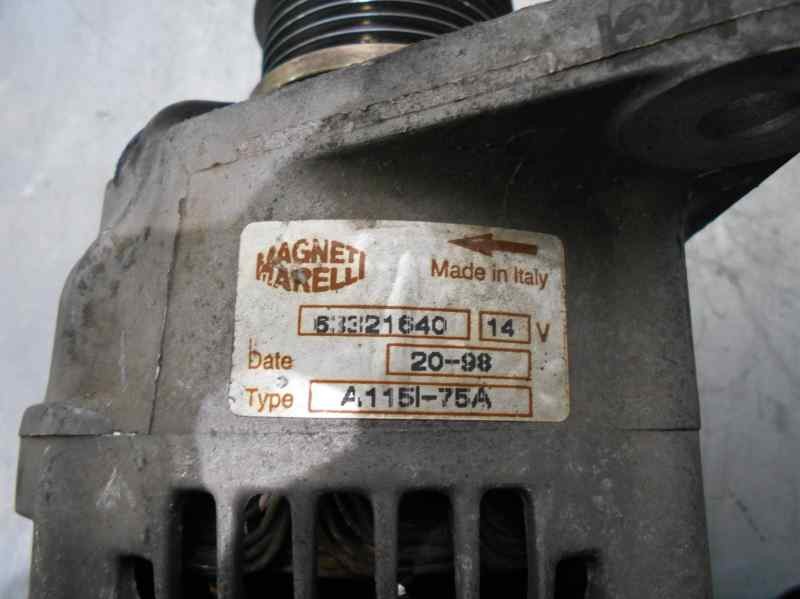 MAGNETI
MARELLI
Made in Italy
63321640 14 V
Date 20-98
Type A115I-75A